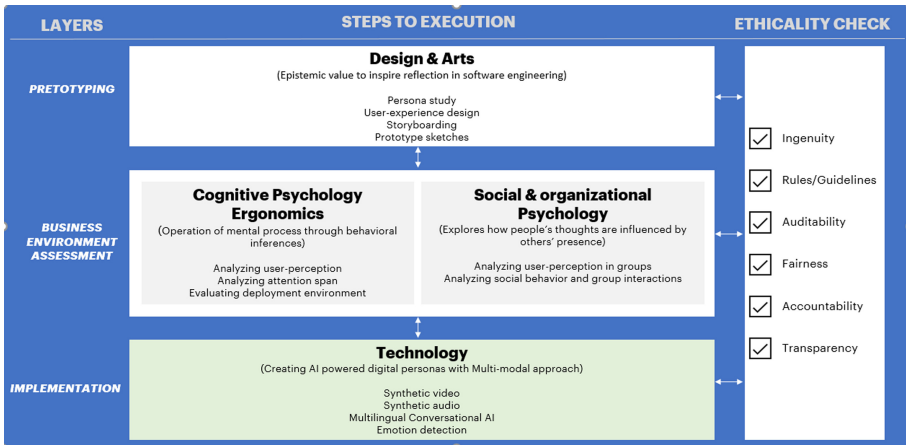 LAYERS
STEPS TO EXECUTION
ETHICALITY CHECK
PRETOTYPING
Design & Arts
(Epistemic value to inspire reflection in software engineering)
Persona study
User-experience design
Storyboarding
Prototype sketches
BUSINESS
ENVIRONMENT
ASSESSMENT
Cognitive Psychology
Ergonomics
(Operation of mental process through behavioral
inferences)
Analyzing user-perception
Analyzing attention span
Evaluating deployment environment
Social & organizational
Psychology
(Explores how people's thoughts are influenced by
others' presence)
Analyzing user-perception in groups
Analyzing social behavior and group interactions
IMPLEMENTATION
Technology
(Creating AI powered digital personas with Multi-modal approach)
Synthetic video
Synthetic audio
Multilingual Conversational AI
Emotion detection
Ingenuity
Rules/Guidelines
Auditability
Fairness
Accountability
Transparency